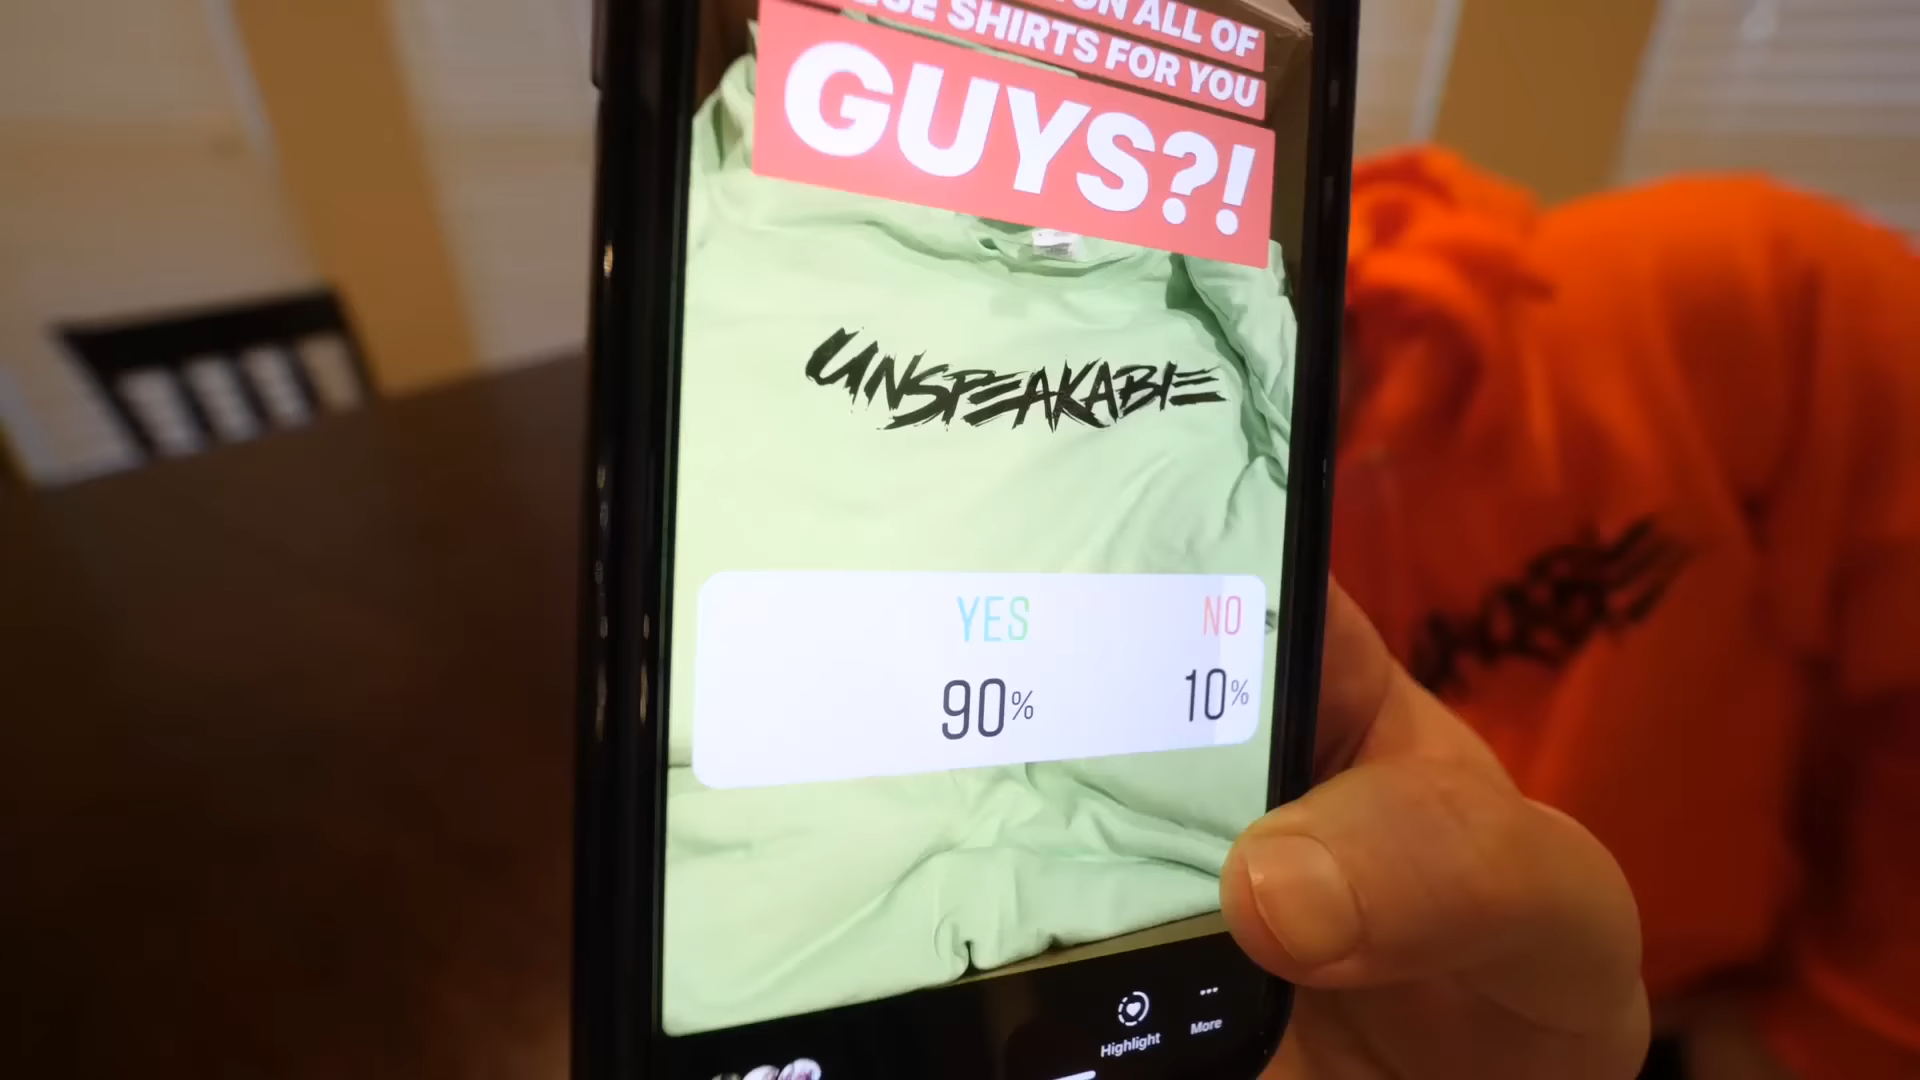 ALL OF
SHIRTS FOR YOU
GUYS?!
UNSPEAKABLE
YES
NO
90%
10%
Highlight
More